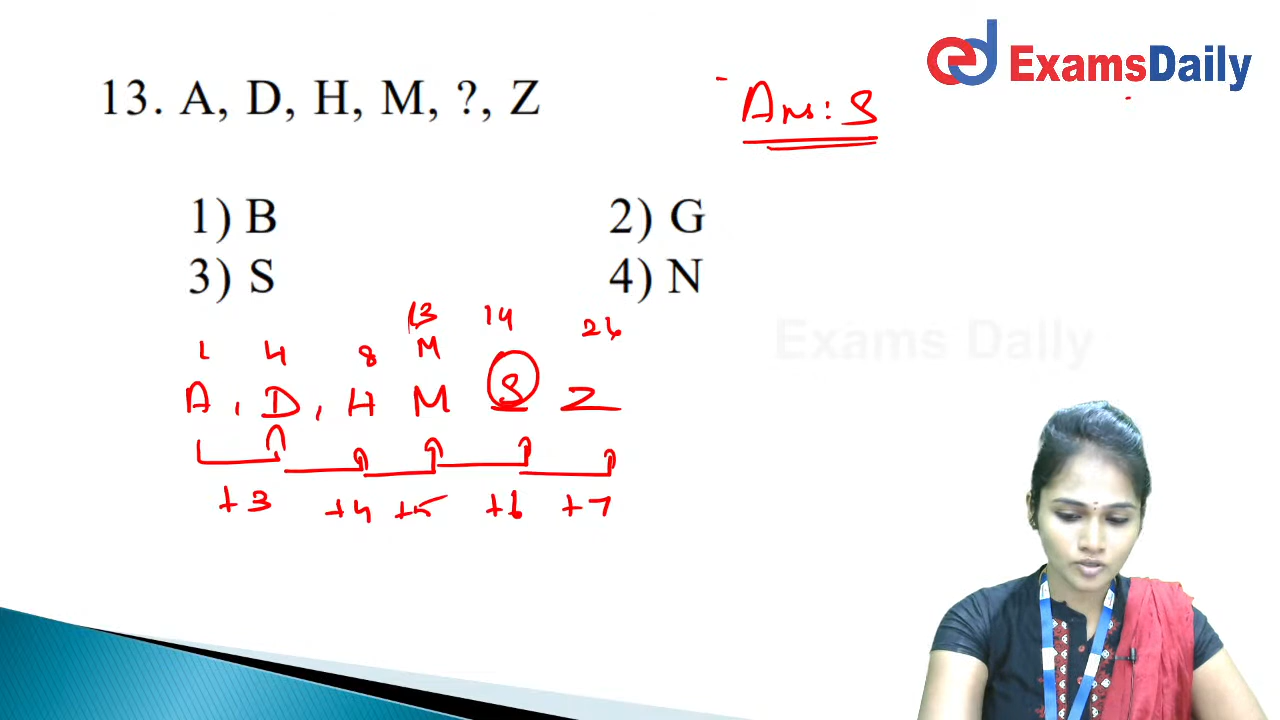 ExamsDaily
13. A, D, H, M, ?, Z
Ans: S
1) B 2) G
3) S 4) N
Exams Daily
13
1 4 8 M 19 26
A, D, H M S Z
+3 +4 +5 +6 +7